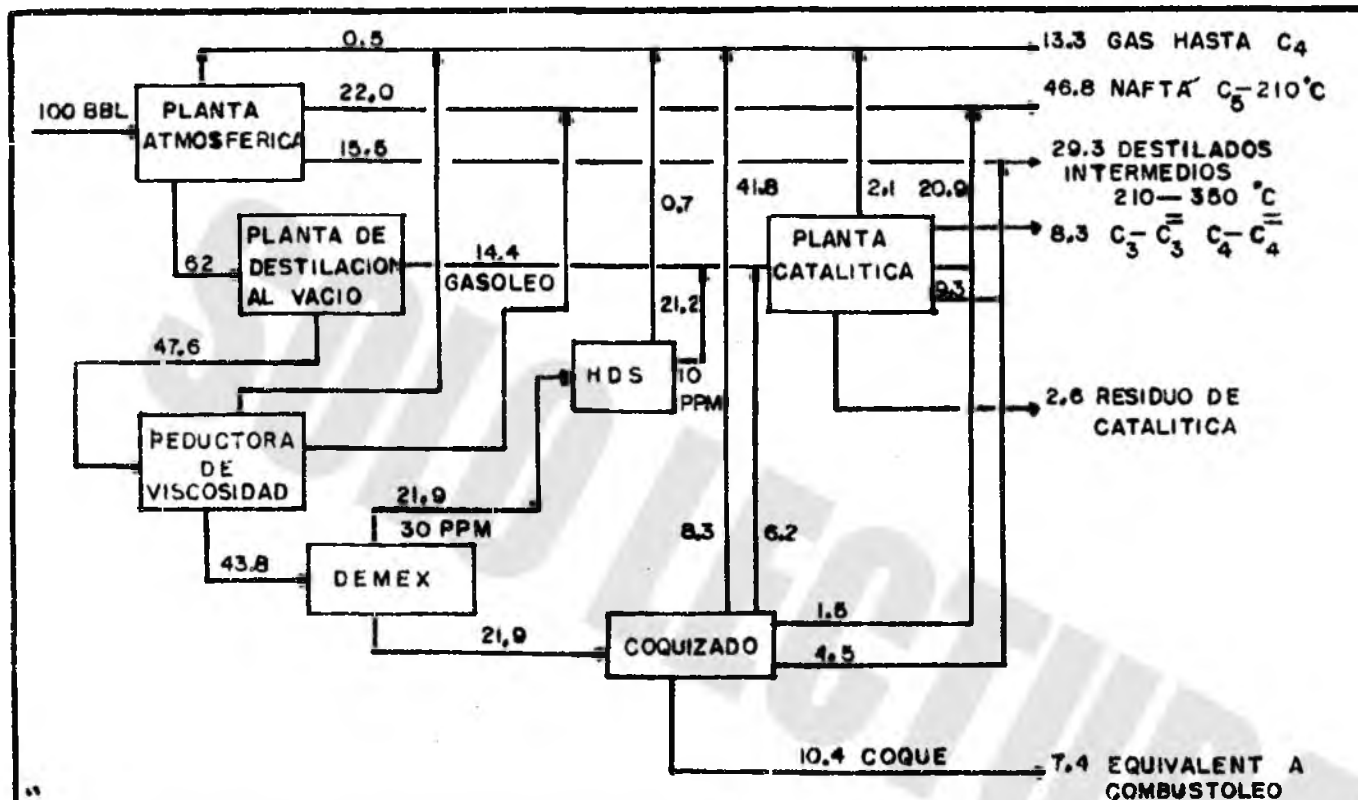 0.5
13.3 GAS HASTA C4
100 BBL
PLANTA
ATMOSFERICA
22.0
46.8 NAFTA C5-210°C
15.5
29.3 DESTILADOS
INTERMEDIOS
210—350 °C
41.8
2.1
20.9
0.7
8.3 C3- C3= C4- C4=
PLANTA DE
DESTILACION
AL VACIO
62
14.4
GASOLEO
PLANTA
CATALITICA
9.3
21.2
47.6
HDS
10
PPM
2.6 RESIDUO DE
CATALITICA
REDUCTORA
DE
VISCOSIDAD
21.9
30 PPM
8.3
6.2
43.8
DEMEX
1.5
21.9
COQUIZADO
4.5
10.4 COQUE
7.4 EQUIVALENT A
COMBUSTOLEO
SOLO LECTURA